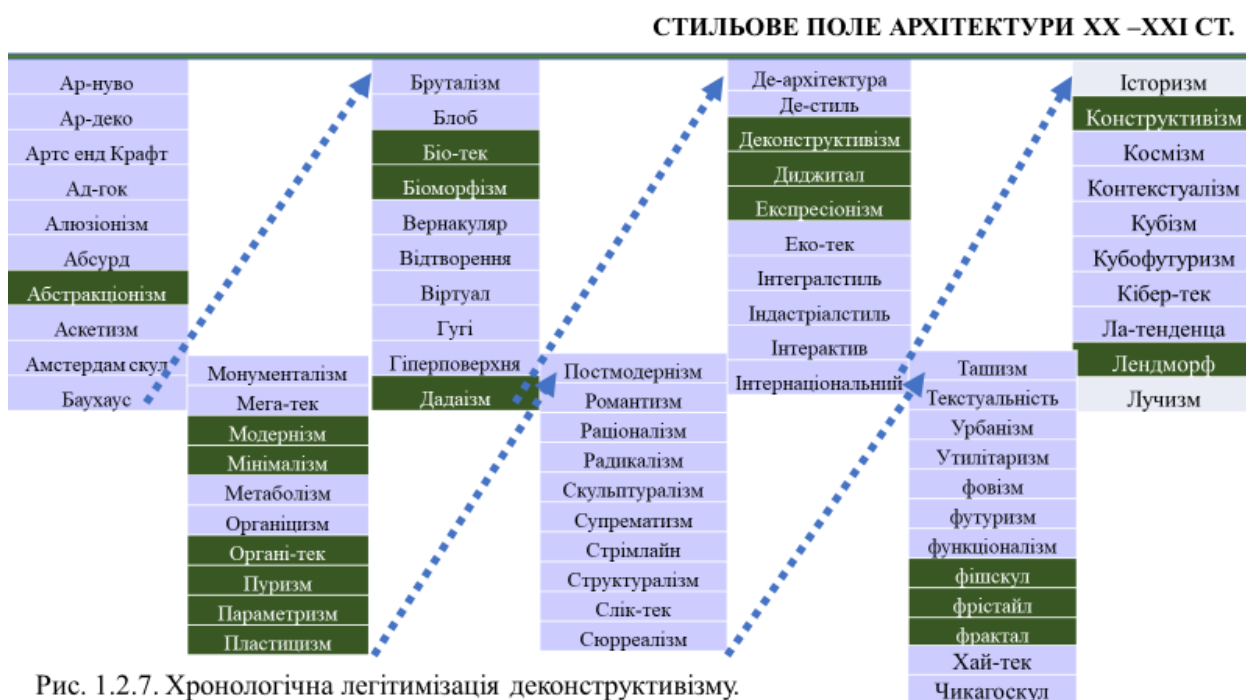 СТИЛЬОВЕ ПОЛЕ АРХІТЕКТУРИ ХХ –ХХІ СТ.
Ар-нуво
Ар-деко
Артс енд Крафт
Ад-гок
Алюзіонізм
Абсурд
Абстракціонізм
Аскетизм
Амстердам скул
Баухаус
Монументалізм
Мега-тек
Модернізм
Мінімалізм
Метаболізм
Органіцизм
Органі-тек
Пуризм
Параметризм
Пластицизм
Бруталізм
Блоб
Біо-тек
Біоморфізм
Вернакуляр
Відтворення
Віртуал
Гугі
Гіперповерхня
Дадаізм
Постмодернізм
Романтизм
Раціоналізм
Радикалізм
Скульптуралізм
Супрематизм
Стрімлайн
Структуралізм
Слік-тек
Сюрреалізм
Де-архітектура
Де-стиль
Деконструктивізм
Диджитал
Експресіонізм
Еко-тек
Інтегралстиль
Індастріалстиль
Інтерактив
Інтернаціональний
Ташизм
Текстуальність
Урбанізм
Утилітаризм
фовізм
футуризм
функціоналізм
фішскул
фрістайл
фрактал
Хай-тек
Чикагоскул
Історизм
Конструктивізм
Космізм
Контекстуалізм
Кубізм
Кубофутуризм
Кібер-тек
Ла-тенденца
Лендморф
Лучизм
Рис. 1.2.7. Хронологічна легітимізація деконструктивізму.